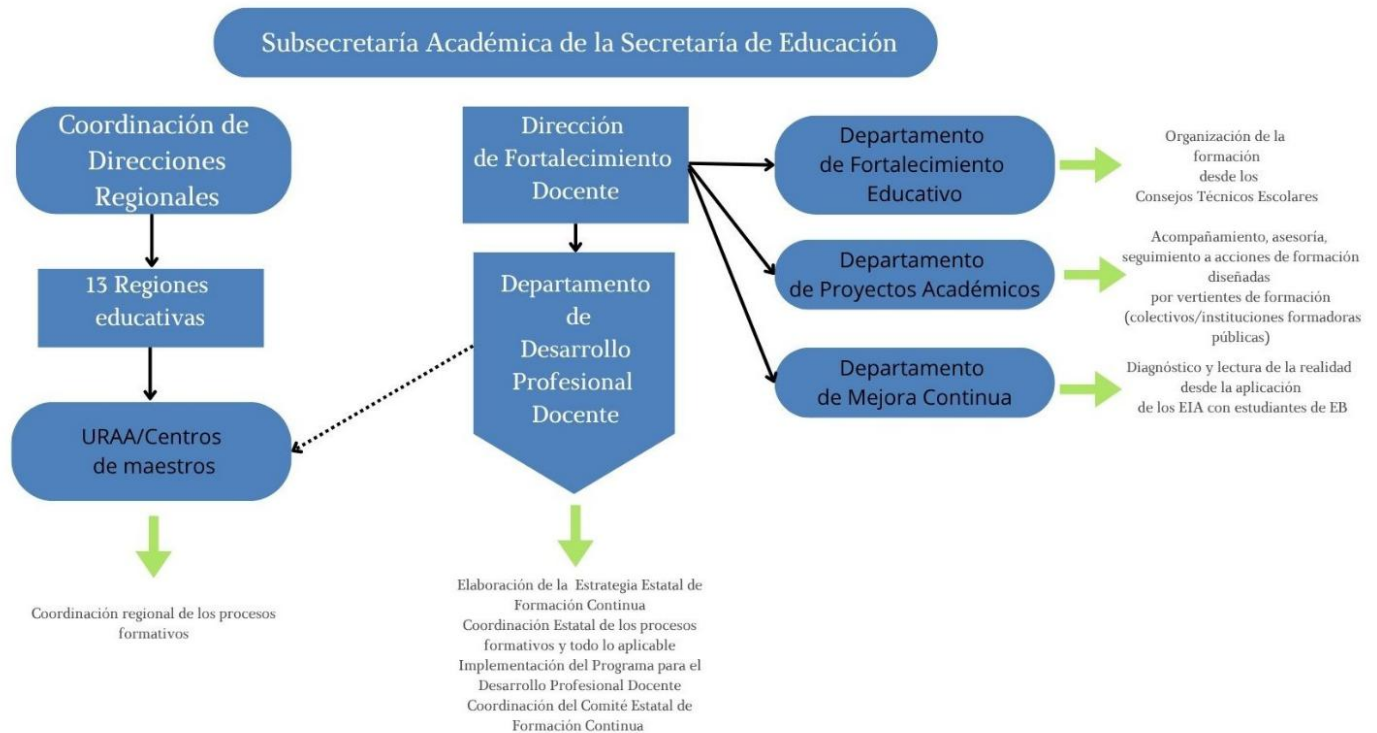 Subsecretaría Académica de la Secretaría de Educación
Coordinación de
Direcciones
Regionales
13 Regiones
educativas
URAA/Centros
de maestros
Coordinación regional de los procesos
formativos
Dirección
de Fortalecimiento
Docente
Departamento
de
Desarrollo
Profesional
Docente
Elaboración de la Estrategia Estatal de
Formación Continua
Coordinación Estatal de los procesos
formativos y todo lo aplicable
Implementación del Programa para el
Desarrollo Profesional Docente
Coordinación del Comité Estatal de
Formación Continua
Departamento
de Fortalecimiento
Educativo
Organización de la
formación
desde los
Consejos Técnicos Escolares
Departamento
de Proyectos Académicos
Acompañamiento, asesoría,
seguimiento a acciones de formación
diseñadas
por vertientes de formación
(colectivos/instituciones formadoras
públicas)
Departamento
de Mejora Continua
Diagnóstico y lectura de la realidad
desde la aplicación
de los EIA con estudiantes de EB